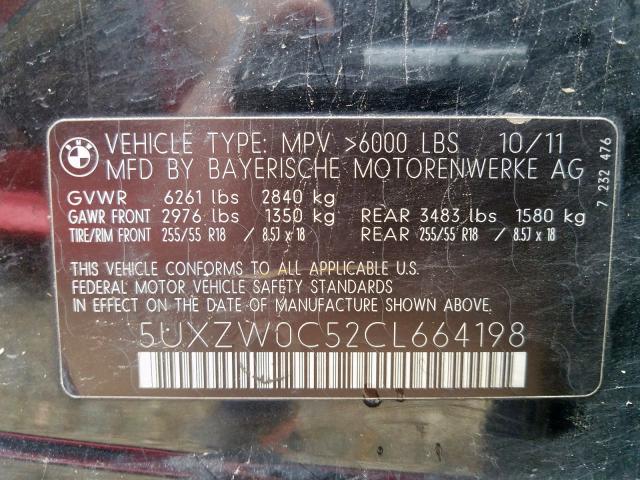 BMW
VEHICLE TYPE: MPV >6000 LBS 10/11
MFD BY BAYERISCHE MOTORENWERKE AG
GVWR 6261 lbs 2840 kg
GAWR FRONT 2976 lbs 1350 kg REAR 3483 lbs 1580 kg
TIRE/RIM FRONT 255/55 R18 / 8.5J x 18 REAR 255/55 R18 / 8.5J x 18
THIS VEHICLE CONFORMS TO ALL APPLICABLE U.S.
FEDERAL MOTOR VEHICLE SAFETY STANDARDS
IN EFFECT ON THE DATE OF MANUFACTURE SHOWN ABOVE.
5UXZW0C52CL664198
7 232 476